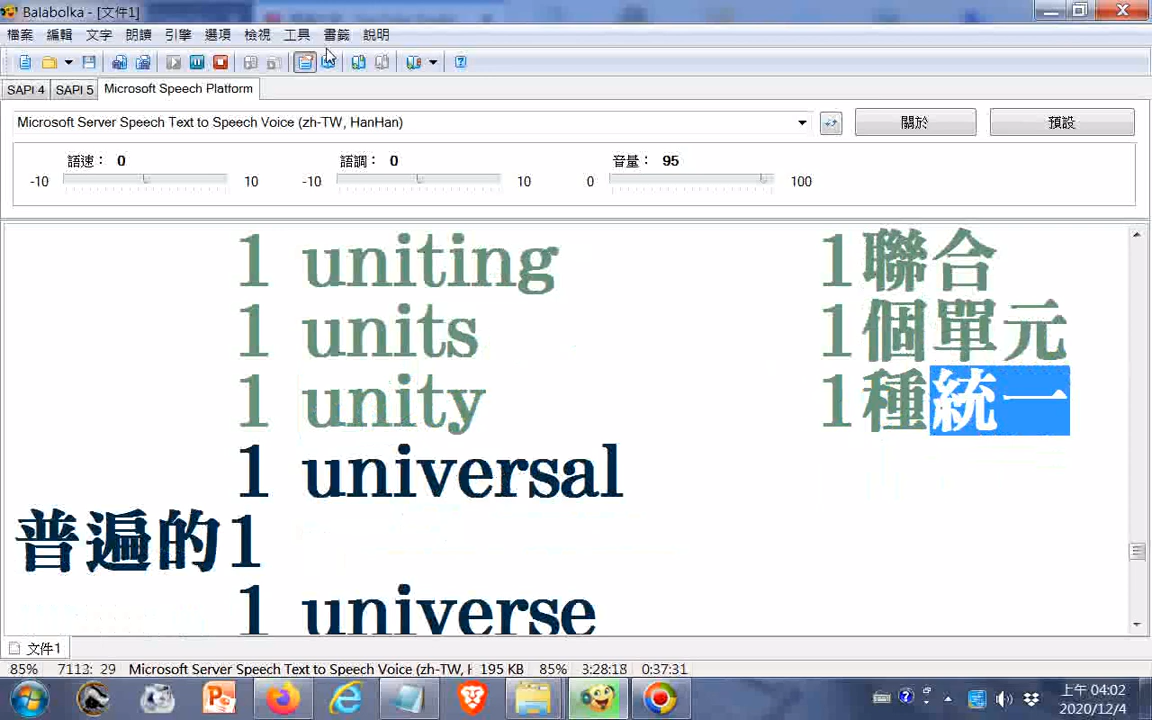 Balabolka - [文件1]
檔案 編輯 文字 朗讀 引擎 選項 檢視 工具 書籤 說明
SAPI 4 SAPI 5 Microsoft Speech Platform
Microsoft Server Speech Text to Speech Voice (zh-TW, HanHan) 關於 預設
語速： 0 語調： 0 音量： 95
-10 10 -10 10 0 100
1 uniting 1聯合
1 units 1個單元
1 unity 1種統一
1 universal
普遍的1
1 universe
文件1
85% 7113: 29 Microsoft Server Speech Text to Speech Voice (zh-TW, H 195 KB 85% 3:28:18 0:37:31
上午 04:02
2020/12/4